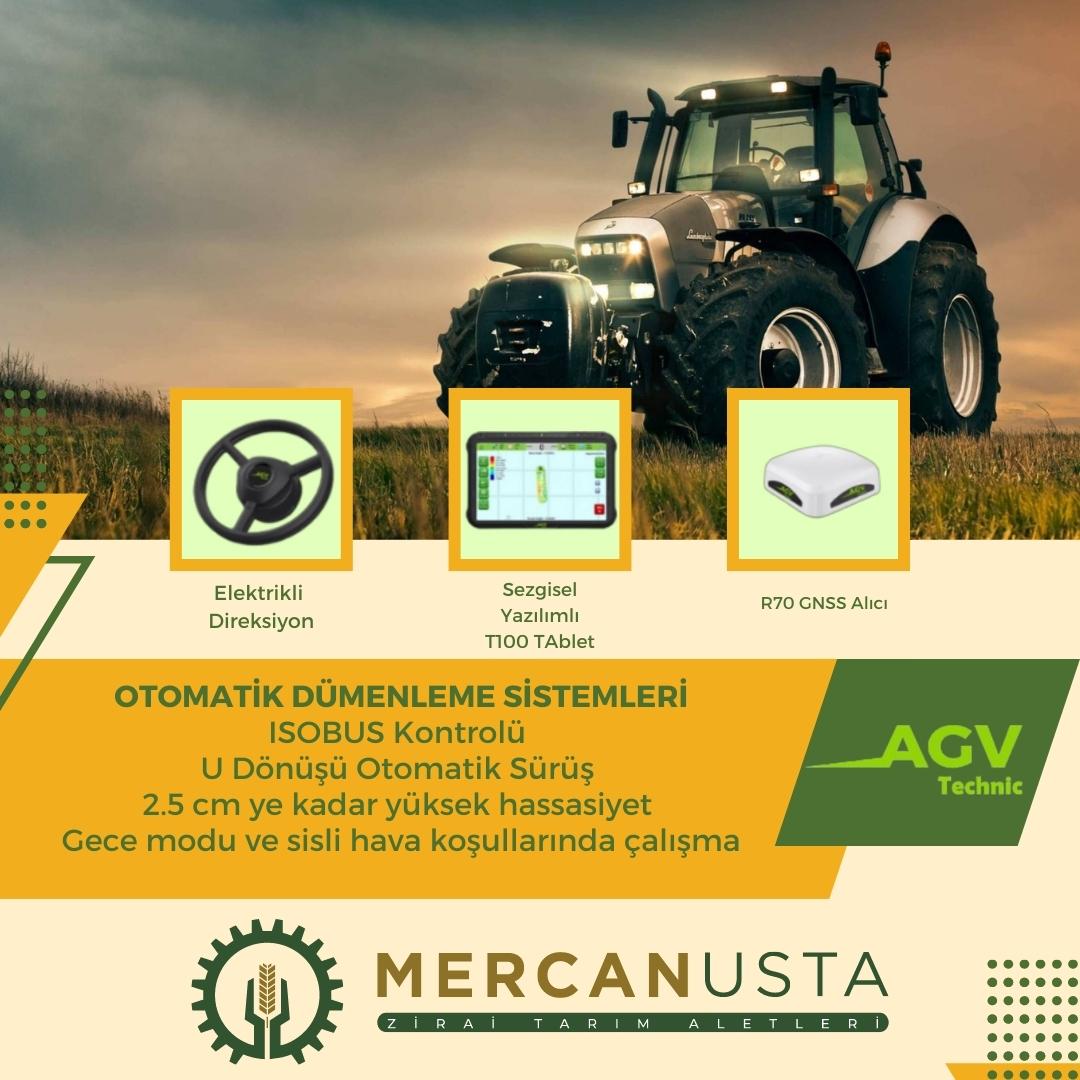 Lamborghini
AGV
Elektrikli
Direksiyon
Sezgisel
Yazılımlı
T100 TAblet
R70 GNSS Alıcı
OTOMATİK DÜMENLEME SİSTEMLERİ
ISOBUS Kontrolü
U Dönüşü Otomatik Sürüş
2.5 cm ye kadar yüksek hassasiyet
Gece modu ve sisli hava koşullarında çalışma
AGV
Technic
MERCANUSTA
ZİRAİ TARIM ALETLERİ